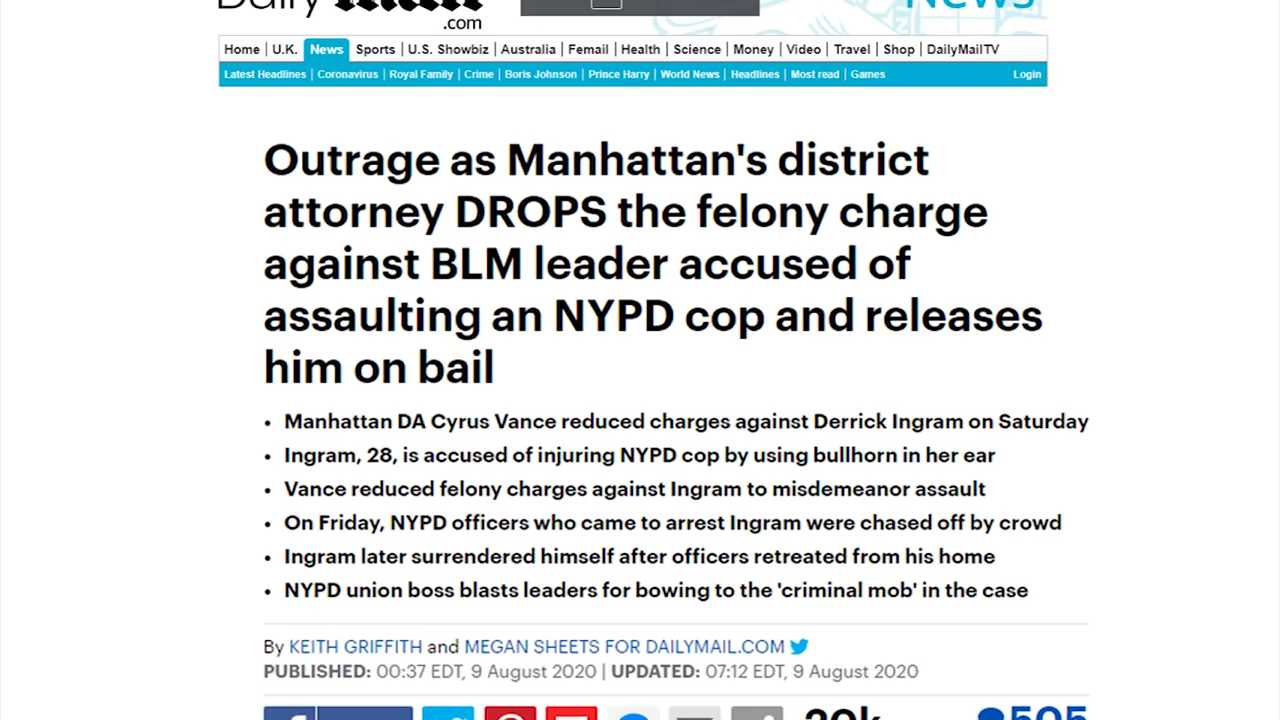 Daily Mail
.com
News
Home | U.K. News Sports | U.S. Showbiz | Australia | Femail | Health | Science | Money | Video | Travel | Shop | DailyMailTV
Latest Headlines | Coronavirus | Royal Family | Crime | Boris Johnson | Prince Harry | World News | Headlines | Most read | Games Login
Outrage as Manhattan's district
attorney DROPS the felony charge
against BLM leader accused of
assaulting an NYPD cop and releases
him on bail
• Manhattan DA Cyrus Vance reduced charges against Derrick Ingram on Saturday
• Ingram, 28, is accused of injuring NYPD cop by using bullhorn in her ear
• Vance reduced felony charges against Ingram to misdemeanor assault
• On Friday, NYPD officers who came to arrest Ingram were chased off by crowd
• Ingram later surrendered himself after officers retreated from his home
• NYPD union boss blasts leaders for bowing to the 'criminal mob' in the case
By KEITH GRIFFITH and MEGAN SHEETS FOR DAILYMAIL.COM
PUBLISHED: 00:37 EDT, 9 August 2020 | UPDATED: 07:12 EDT, 9 August 2020